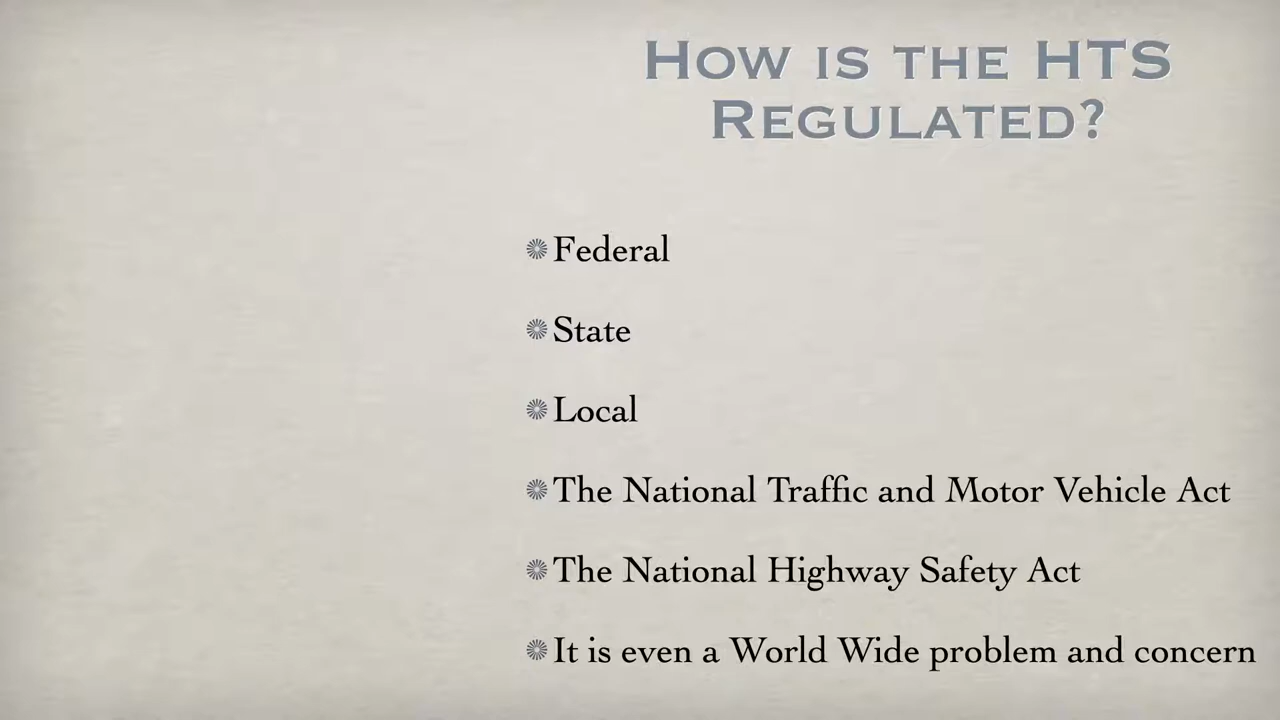 How is the HTS
Regulated?
Federal
State
Local
The National Traffic and Motor Vehicle Act
The National Highway Safety Act
It is even a World Wide problem and concern